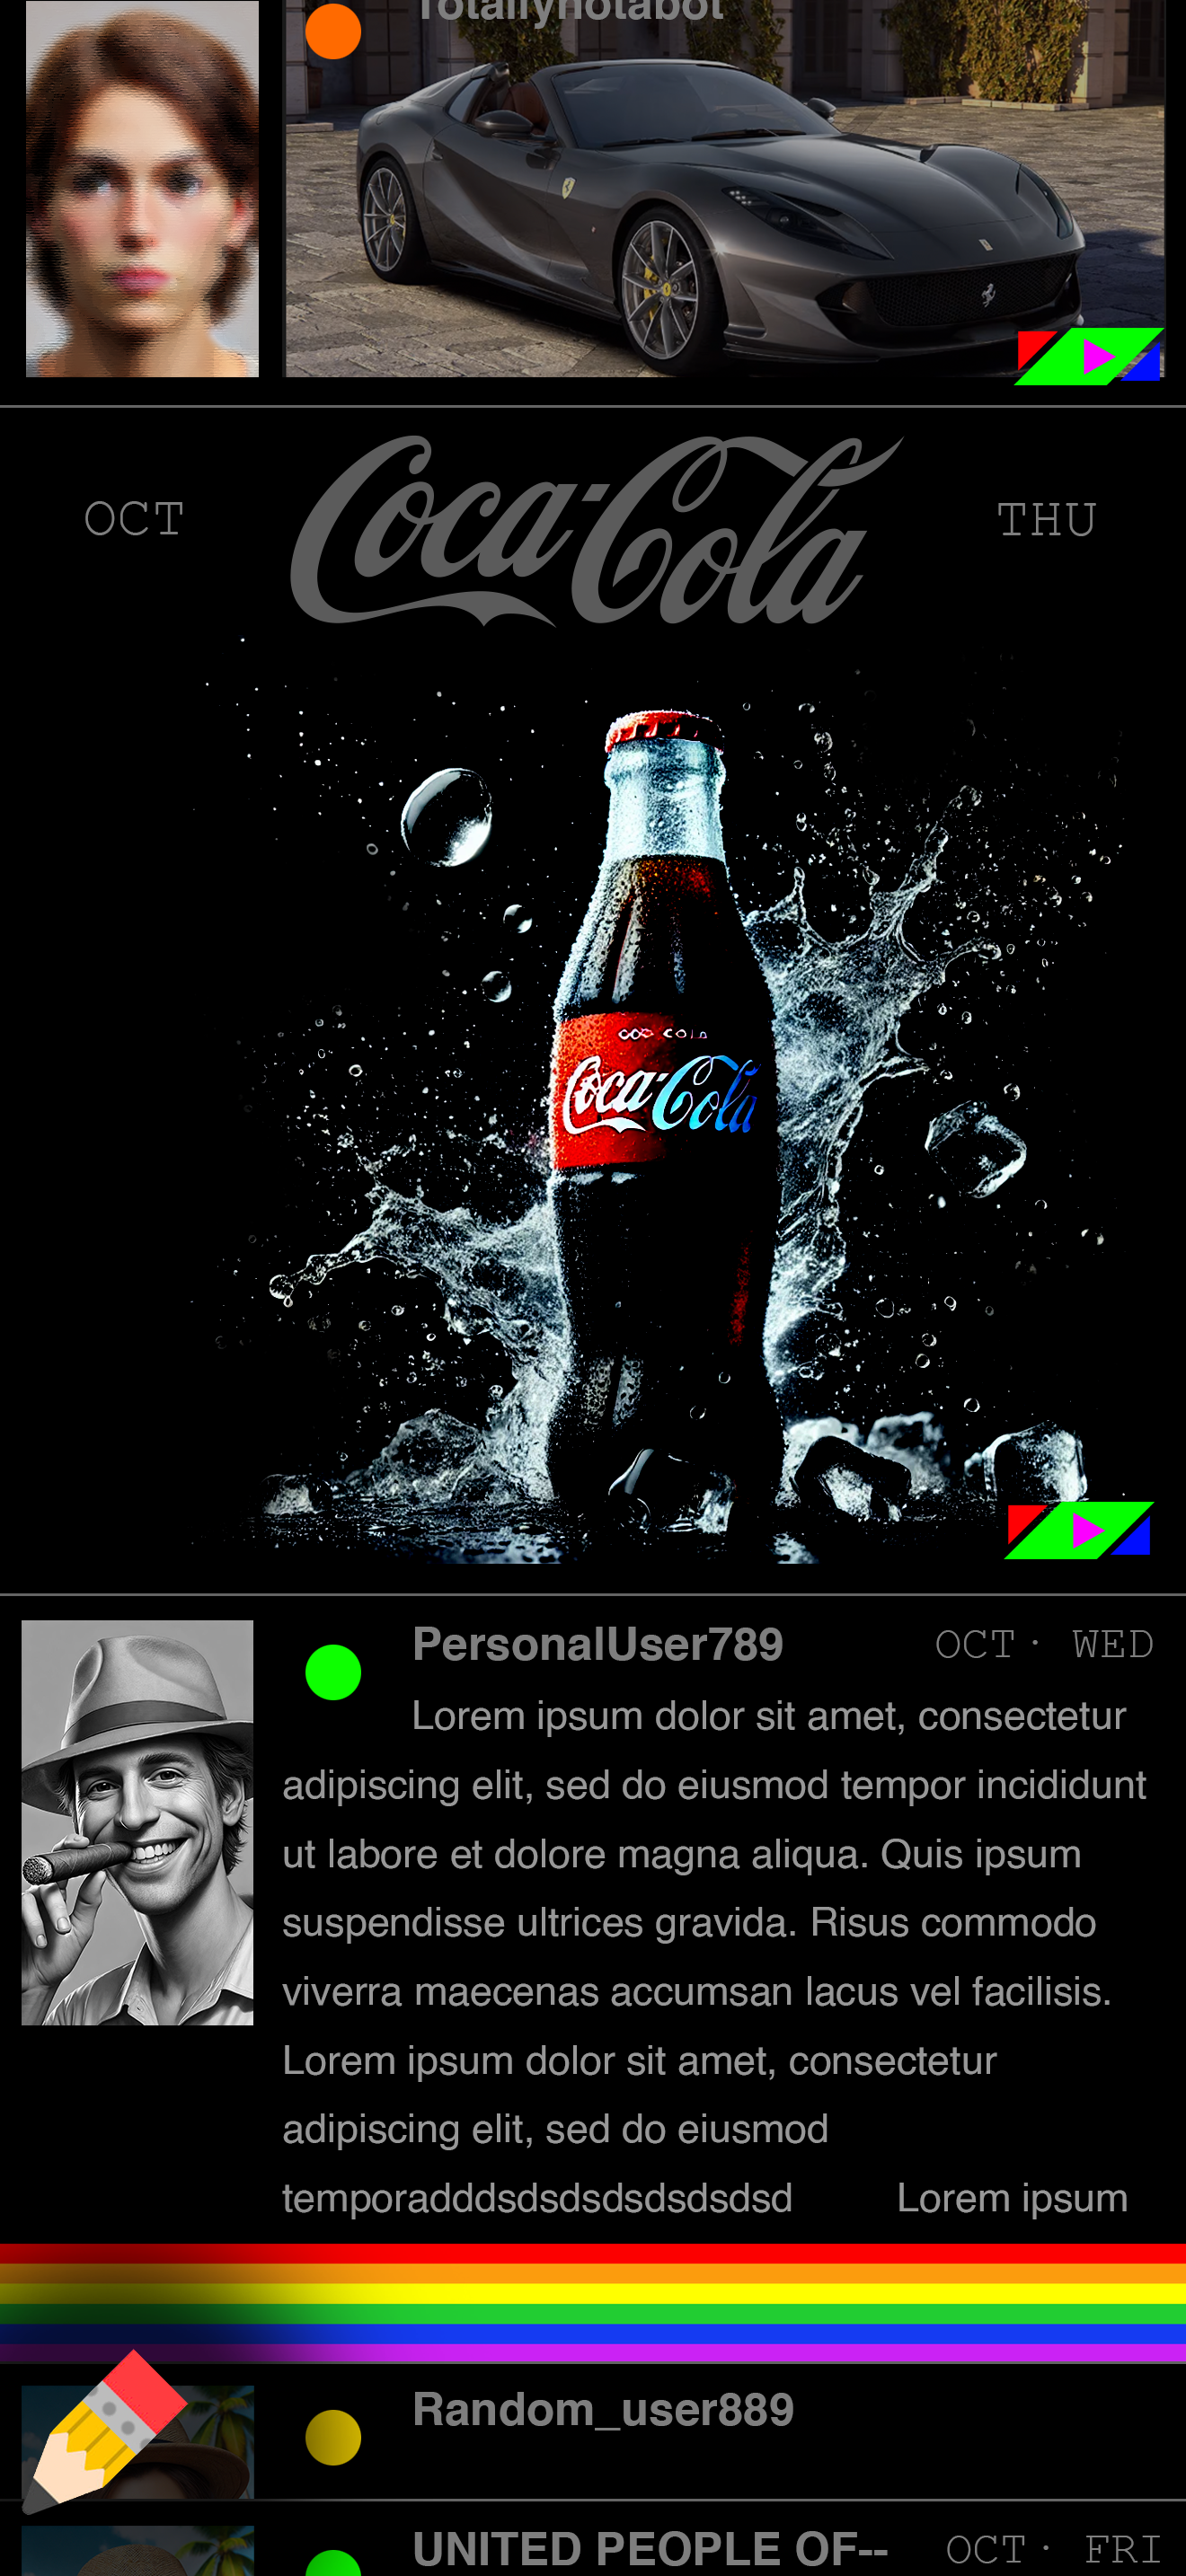 Totallynotabot
OCT
Coca-Cola
THU
Coca-Cola
PersonalUser789
OCT · WED
Lorem ipsum dolor sit amet, consectetur
adipiscing elit, sed do eiusmod tempor incididunt
ut labore et dolore magna aliqua. Quis ipsum
suspendisse ultrices gravida. Risus commodo
viverra maecenas accumsan lacus vel facilisis.
Lorem ipsum dolor sit amet, consectetur
adipiscing elit, sed do eiusmod
temporadddsdsdsdsdsdsdsd Lorem ipsum
Random_user889
UNITED PEOPLE OF--
OCT · FRI